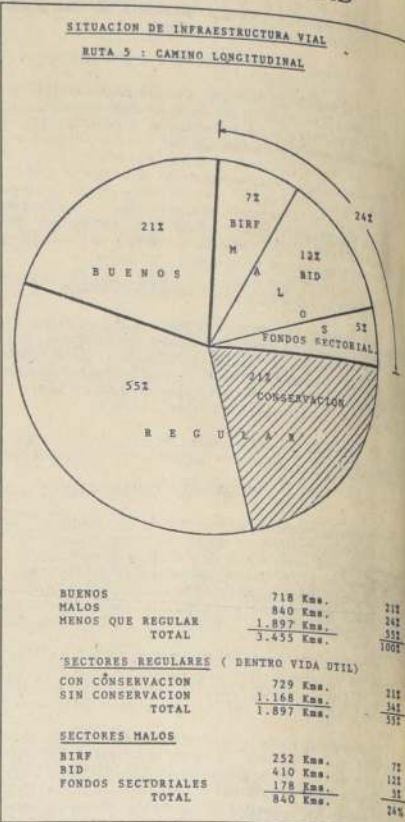 SITUACION DE INFRAESTRUCTURA VIAL
RUTA 5 : CAMINO LONGITUDINAL
7%
BIRF
24%
21%
BUENOS
12%
BID
MALOS
5%
FONDOS SECTORIAL.
55%
21%
CONSERVACION
REGULAR
BUENOS 718 Kms. 21%
MALOS 840 Kms. 24%
MENOS QUE REGULAR 1.897 Kms. 55%
TOTAL 3.455 Kms. 100%
SECTORES REGULARES ( DENTRO VIDA UTIL)
CON CONSERVACION 729 Kms. 21%
SIN CONSERVACION 1.168 Kms. 34%
TOTAL 1.897 Kms. 55%
SECTORES MALOS
BIRF 252 Kms. 7%
BID 410 Kms. 12%
FONDOS SECTORIALES 178 Kms. 5%
TOTAL 840 Kms. 24%